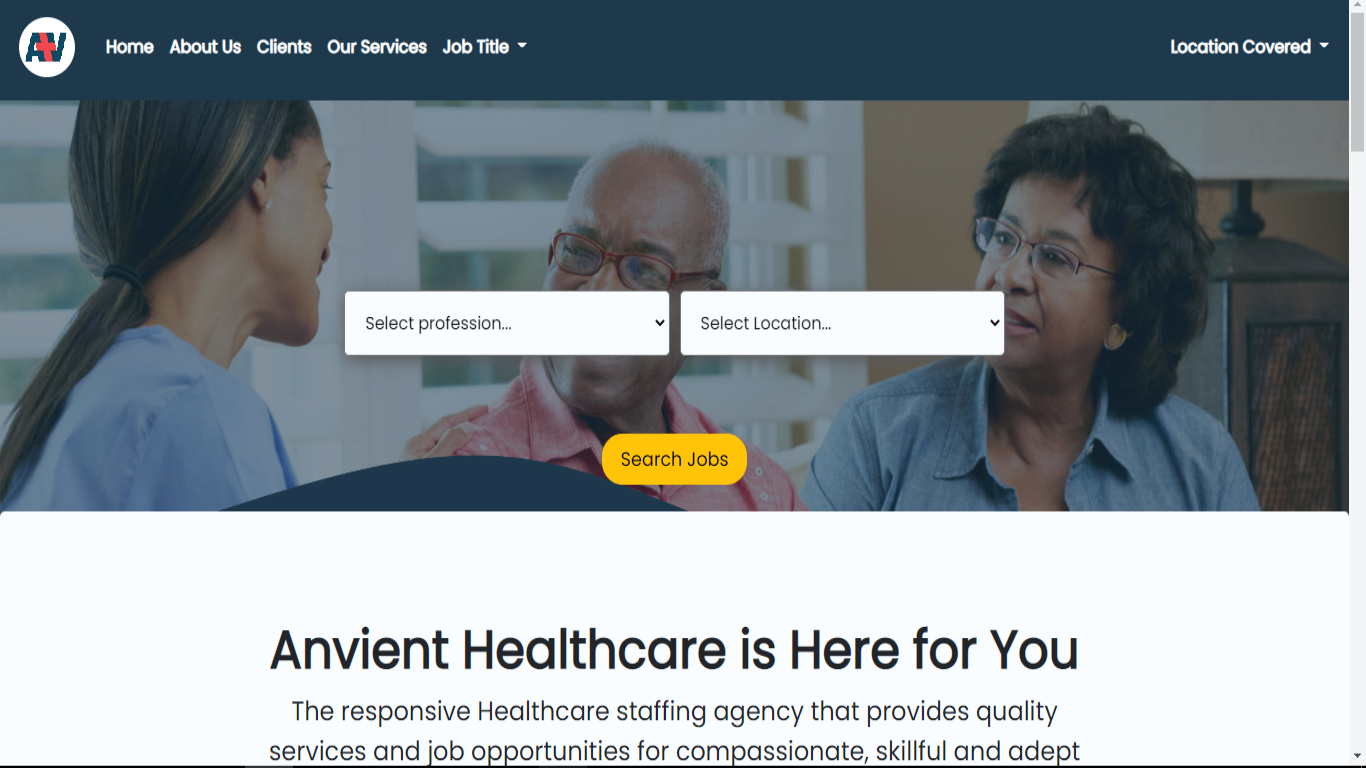 AV
Home About Us Clients Our Services Job Title Location Covered
Select profession... Select Location...
Search Jobs
Anvient Healthcare is Here for You
The responsive Healthcare staffing agency that provides quality
services and job opportunities for compassionate, skillful and adept